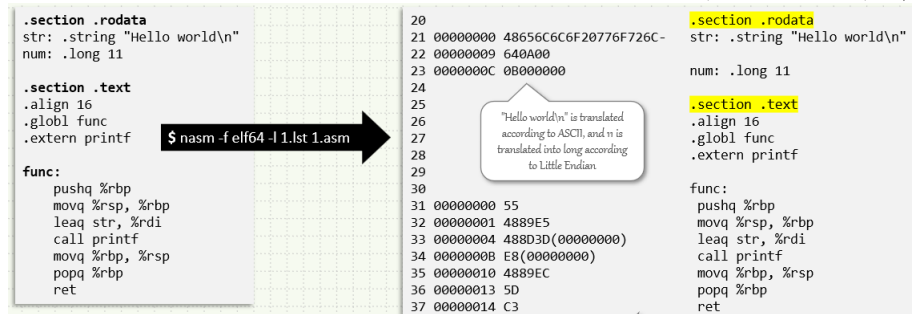 .section .rodata
str: .string "Hello world\n"
num: .long 11
.section .text
.align 16
.globl func
.extern printf
func:
pushq %rbp
movq %rsp, %rbp
leaq str, %rdi
call printf
movq %rbp, %rsp
popq %rbp
ret
$ nasm -f elf64 -l 1.lst 1.asm
20 .section .rodata
21 00000000 48656C6C6F20776F726C- str: .string "Hello world\n"
22 00000009 640A00
23 0000000C 0B000000 num: .long 11
24
25 .section .text
26 .align 16
27 .globl func
28 .extern printf
29
30 func:
31 00000000 55 pushq %rbp
32 00000001 4889E5 movq %rsp, %rbp
33 00000004 488D3D(00000000) leaq str, %rdi
34 0000000B E8(00000000) call printf
35 00000010 4889EC movq %rbp, %rsp
36 00000013 5D popq %rbp
37 00000014 C3 ret
"Hello world\n" is translated
according to ASCII, and 11 is
translated into long according
to Little Endian